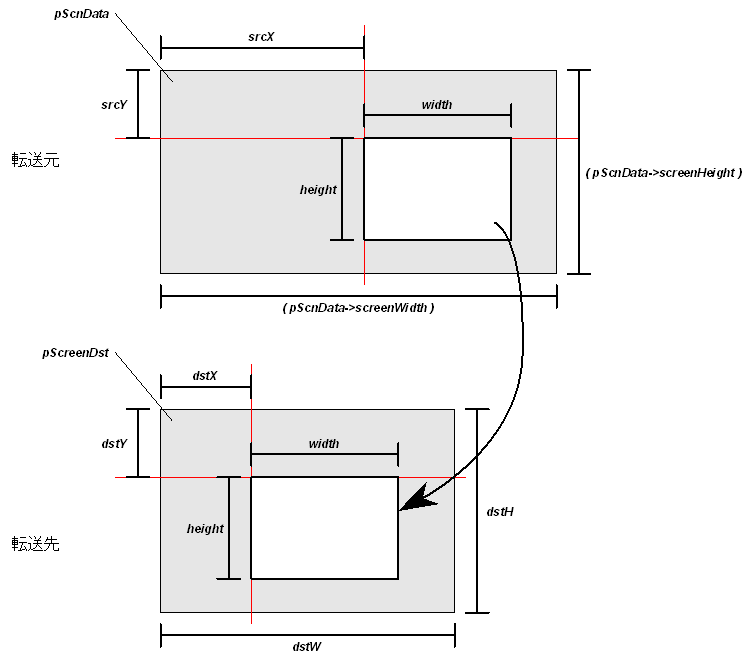 pScnData
srcX
srcY
width
転送元
height
( pScnData->screenHeight )
( pScnData->screenWidth )
pScreenDst
dstX
dstY
width
height
dstH
転送先
dstW